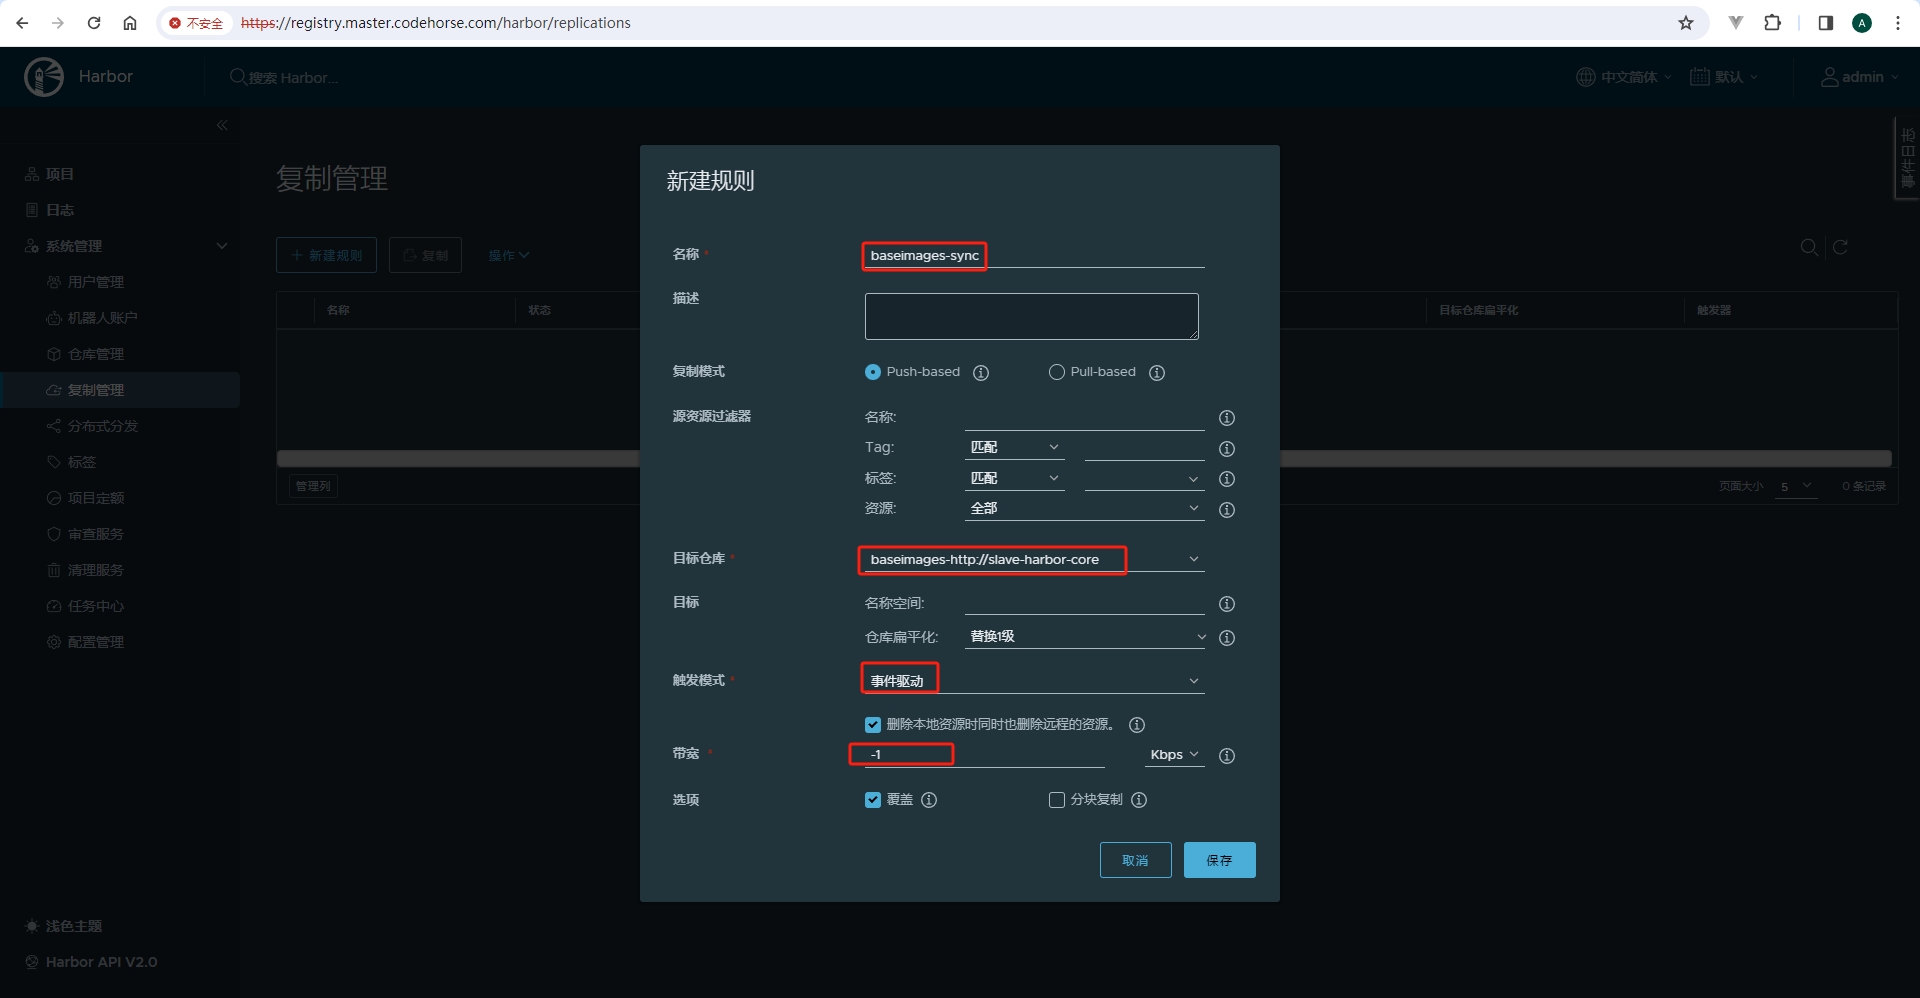 不安全 https://registry.master.codehorse.com/harbor/replications
A
Harbor
搜索 Harbor...
中文简体
默认
admin
事件日志
项目
日志
系统管理
用户管理
机器人账户
仓库管理
复制管理
分布式分发
标签
项目定额
审查服务
清理服务
任务中心
配置管理
浅色主题
Harbor API V2.0
复制管理
新建规则
复制
操作
名称
状态
目标仓库扁平化
触发器
管理列
页面大小 5
0 条记录
新建规则
名称 *
baseimages-sync
描述
复制模式
Push-based
Pull-based
源资源过滤器
名称:
Tag: 匹配
标签: 匹配
资源: 全部
目标仓库 *
baseimages-http://slave-harbor-core
目标
名称空间:
仓库扁平化: 替换1级
触发模式 *
事件驱动
删除本地资源时同时也删除远程的资源。
带宽 *
-1
Kbps
选项
覆盖
分块复制
取消
保存